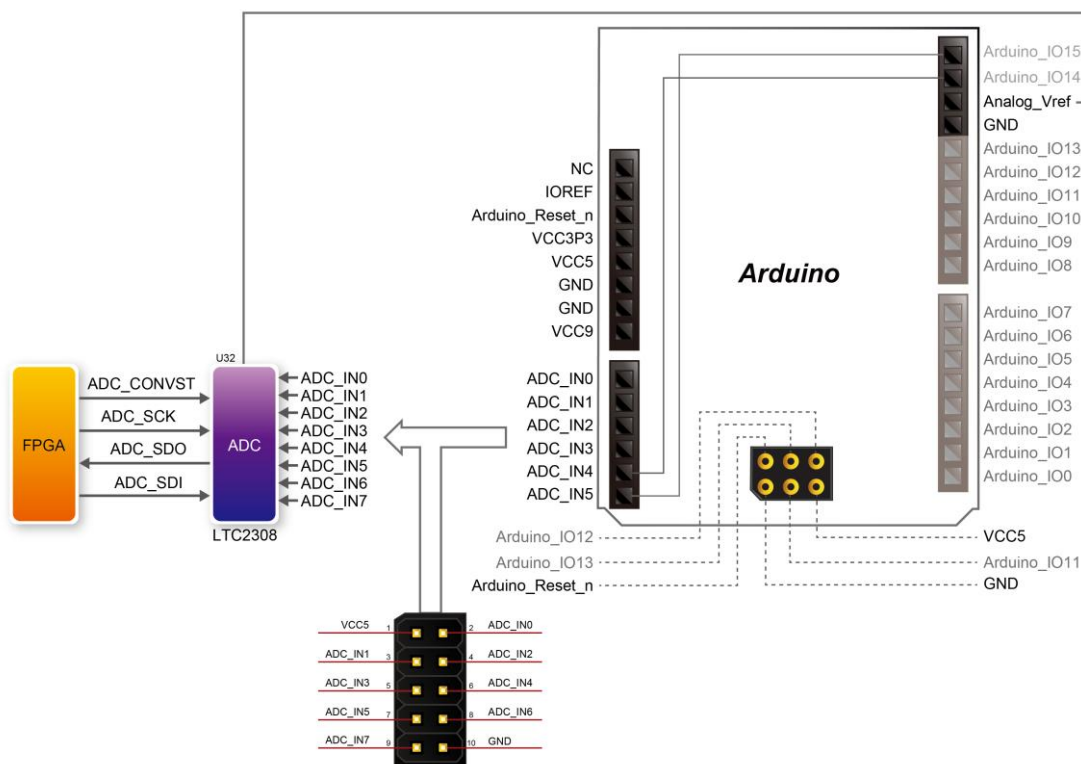 Arduino_IO15
Arduino_IO14
Analog_Vref
GND
Arduino_IO13
Arduino_IO12
Arduino_IO11
Arduino_IO10
Arduino_IO9
Arduino_IO8
NC
IOREF
Arduino_Reset_n
VCC3P3
VCC5
GND
GND
VCC9
Arduino
Arduino_IO7
Arduino_IO6
Arduino_IO5
Arduino_IO4
Arduino_IO3
Arduino_IO2
Arduino_IO1
Arduino_IO0
U32
FPGA
ADC_CONVST
ADC_SCK
ADC_SDO
ADC_SDI
ADC
LTC2308
ADC_IN0
ADC_IN1
ADC_IN2
ADC_IN3
ADC_IN4
ADC_IN5
ADC_IN6
ADC_IN7
ADC_IN0
ADC_IN1
ADC_IN2
ADC_IN3
ADC_IN4
ADC_IN5
Arduino_IO12
Arduino_IO13
Arduino_Reset_n
VCC5
Arduino_IO11
GND
VCC5 1 2 ADC_IN0
ADC_IN1 3 4 ADC_IN2
ADC_IN3 5 6 ADC_IN4
ADC_IN5 7 8 ADC_IN6
ADC_IN7 9 10 GND